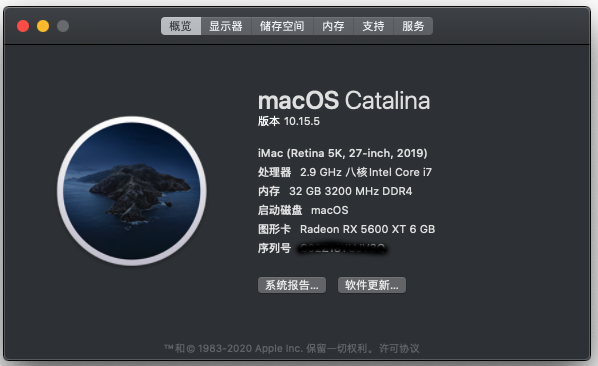 概览 显示器 储存空间 内存 支持 服务
macOS Catalina
版本 10.15.5
iMac (Retina 5K, 27-inch, 2019)
处理器 2.9 GHz 八核Intel Core i7
内存 32 GB 3200 MHz DDR4
启动磁盘 macOS
图形卡 Radeon RX 5600 XT 6 GB
序列号
系统报告... 软件更新...
™和© 1983-2020 Apple Inc. 保留一切权利。许可协议